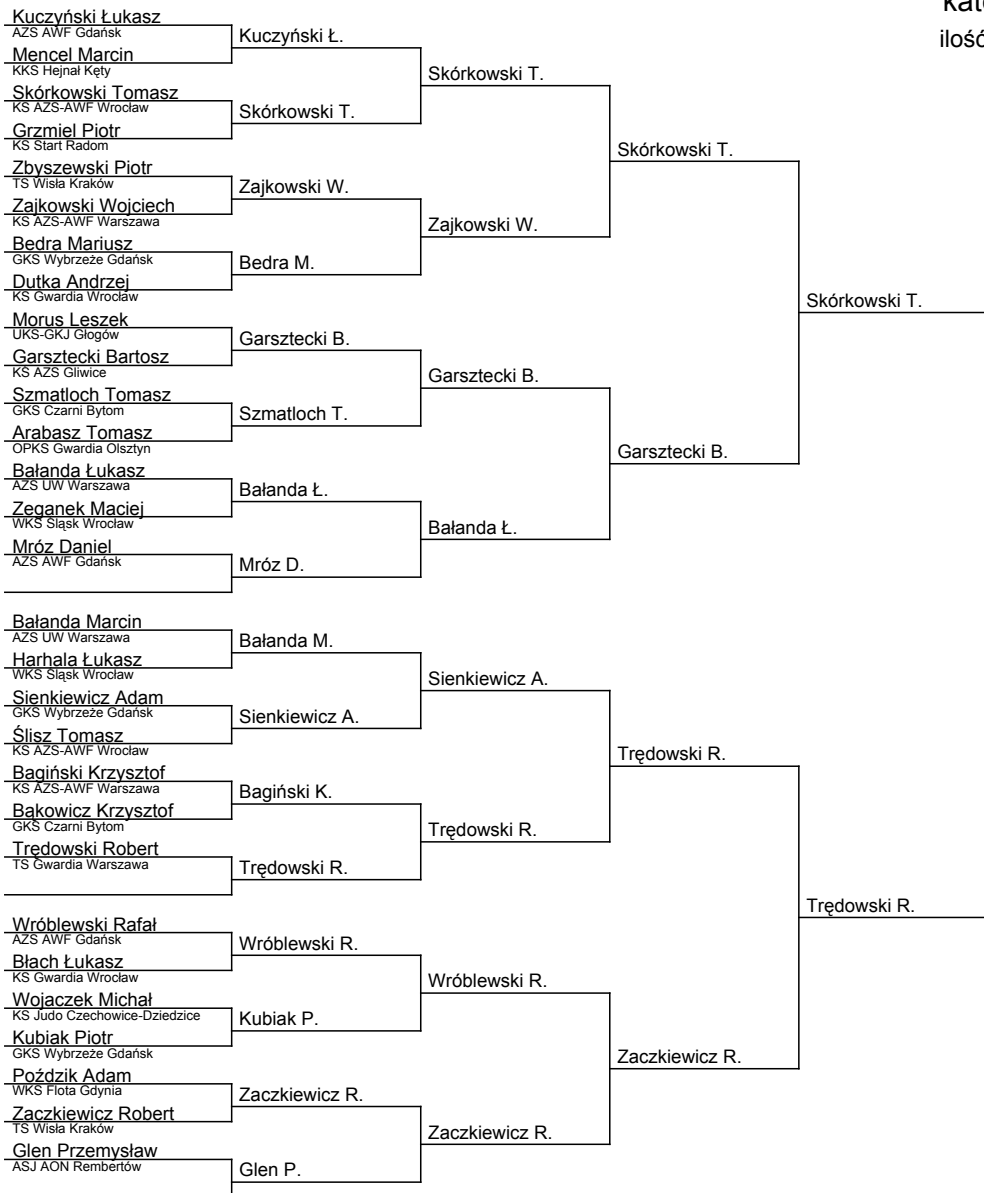 Kuczyński Łukasz
AZS AWF Gdańsk
Mencel Marcin
KKS Hejnał Kęty
Skórkowski Tomasz
KS AZS-AWF Wrocław
Grzmiel Piotr
KS Start Radom
Zbyszewski Piotr
TS Wisła Kraków
Zajkowski Wojciech
KS AZS-AWF Warszawa
Bedra Mariusz
GKS Wybrzeże Gdańsk
Dutka Andrzej
KS Gwardia Wrocław
Morus Leszek
UKS-GKJ Głogów
Garsztecki Bartosz
KS AZS Gliwice
Szmatloch Tomasz
GKS Czarni Bytom
Arabasz Tomasz
OPKS Gwardia Olsztyn
Bałanda Łukasz
AZS UW Warszawa
Zeganek Maciej
WKS Śląsk Wrocław
Mróz Daniel
AZS AWF Gdańsk
Bałanda Marcin
AZS UW Warszawa
Harhala Łukasz
WKS Śląsk Wrocław
Sienkiewicz Adam
GKS Wybrzeże Gdańsk
Ślisz Tomasz
KS AZS-AWF Wrocław
Bagiński Krzysztof
KS AZS-AWF Warszawa
Bąkowicz Krzysztof
GKS Czarni Bytom
Trędowski Robert
TS Gwardia Warszawa
Wróblewski Rafał
AZS AWF Gdańsk
Błach Łukasz
KS Gwardia Wrocław
Wojaczek Michał
KS Judo Czechowice-Dziedzice
Kubiak Piotr
GKS Wybrzeże Gdańsk
Poździk Adam
WKS Flota Gdynia
Zaczkiewicz Robert
TS Wisła Kraków
Glen Przemysław
ASJ AON Rembertów
Kuczyński Ł.
Skórkowski T.
Zajkowski W.
Bedra M.
Garsztecki B.
Szmatloch T.
Bałanda Ł.
Mróz D.
Bałanda M.
Sienkiewicz A.
Bagiński K.
Trędowski R.
Wróblewski R.
Kubiak P.
Zaczkiewicz R.
Glen P.
Skórkowski T.
Zajkowski W.
Garsztecki B.
Bałanda Ł.
Sienkiewicz A.
Trędowski R.
Wróblewski R.
Zaczkiewicz R.
Skórkowski T.
Garsztecki B.
Trędowski R.
Zaczkiewicz R.
Skórkowski T.
Trędowski R.
ilość